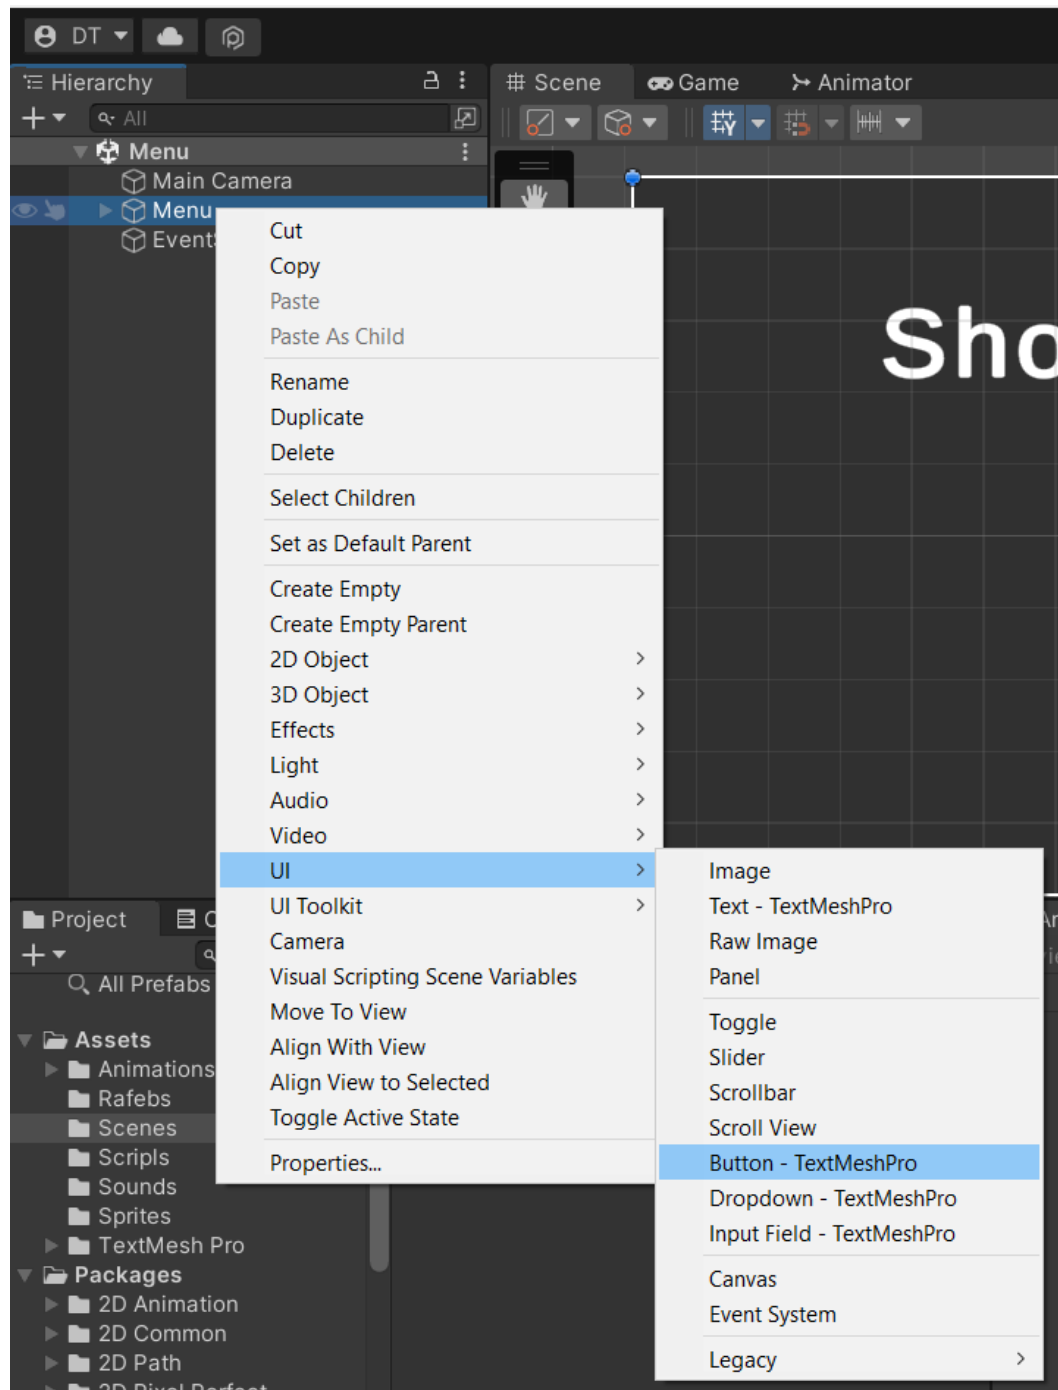 DT
Hierarchy
All
Scene
Game
Animator
Menu
Main Camera
Menu
Cut
Copy
Paste
Paste As Child
Rename
Duplicate
Delete
Select Children
Set as Default Parent
Create Empty
Create Empty Parent
2D Object
3D Object
Effects
Light
Audio
Video
UI
UI Toolkit
Camera
Visual Scripting Scene Variables
Move To View
Align With View
Align View to Selected
Toggle Active State
Properties...
Image
Text - TextMeshPro
Raw Image
Panel
Toggle
Slider
Scrollbar
Scroll View
Button - TextMeshPro
Dropdown - TextMeshPro
Input Field - TextMeshPro
Canvas
Event System
Legacy
Sho
Project
All Prefabs
Assets
Animations
Rafebs
Scenes
Scripls
Sounds
Sprites
TextMesh Pro
Packages
2D Animation
2D Common
2D Path